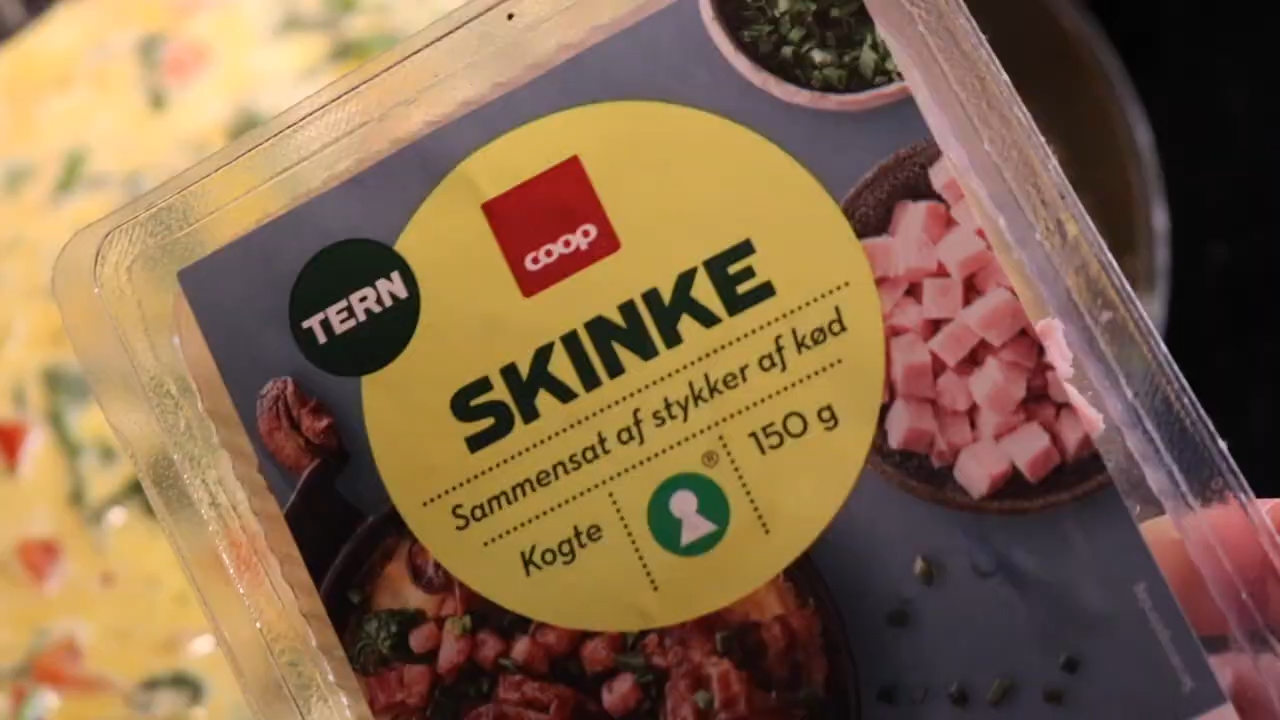 coop
TERN
SKINKE
Sammensat af stykker af kød
Kogte
®
150 g